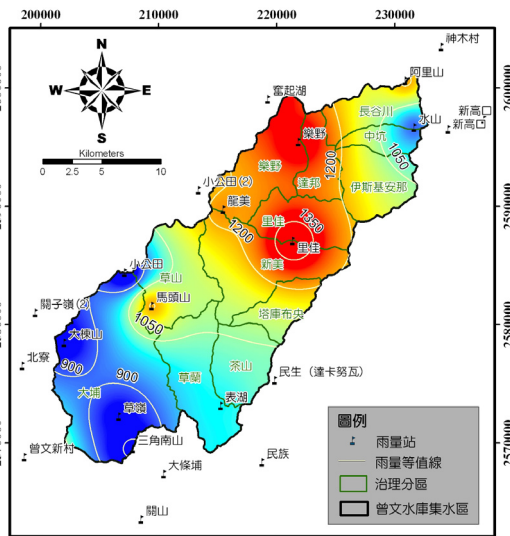 200000 210000 220000 230000
神木村
N
W E
S
Kilometers
0 2.5 5 10
阿里山
奮起湖
長谷川
新高
水山
新高
樂野
中坑
1050
樂野
1200
達邦
伊斯基安那
小公田(2)
龍美
1350
里佳
1200
里佳
新美
小公田
草山
馬頭山
關子嶺(2)
塔庫布央
1050
大棟山
900
北寮
900
茶山
草蘭
民生（達卡努瓦）
大埔
表湖
草嶺
三角南山
曾文新村
民族
大條埔
關山
圖例
雨量站
雨量等值線
治理分區
曾文水庫集水區
2590000
2580000
2570000